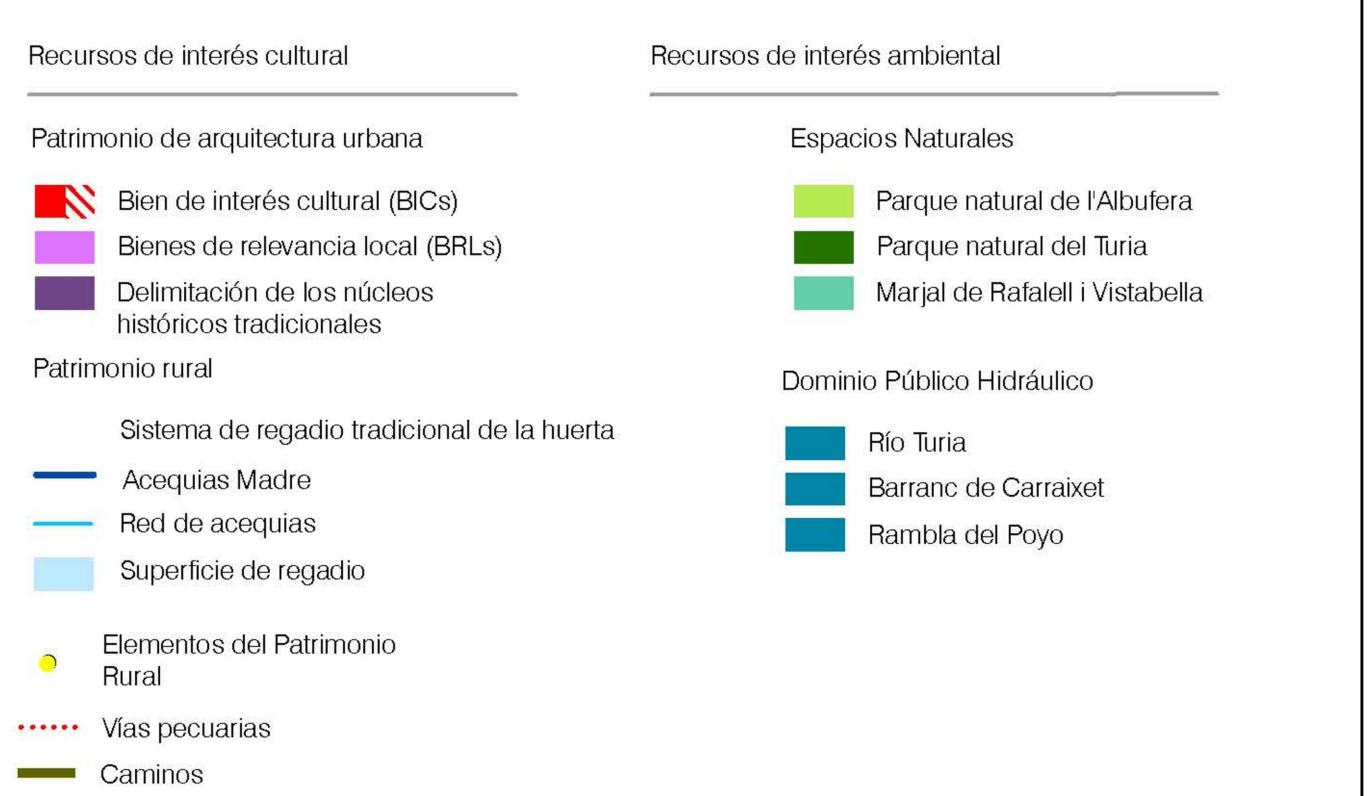 Recursos de interés cultural
Patrimonio de arquitectura urbana
Bien de interés cultural (BICs)
Bienes de relevancia local (BRLs)
Delimitación de los núcleos
históricos tradicionales
Patrimonio rural
Sistema de regadio tradicional de la huerta
Acequias Madre
Red de acequias
Superficie de regadio
Elementos del Patrimonio
Rural
Vías pecuarias
Caminos
Recursos de interés ambiental
Espacios Naturales
Parque natural de l'Albufera
Parque natural del Turia
Marjal de Rafalell i Vistabella
Dominio Público Hidráulico
Río Turia
Barranc de Carraixet
Rambla del Poyo